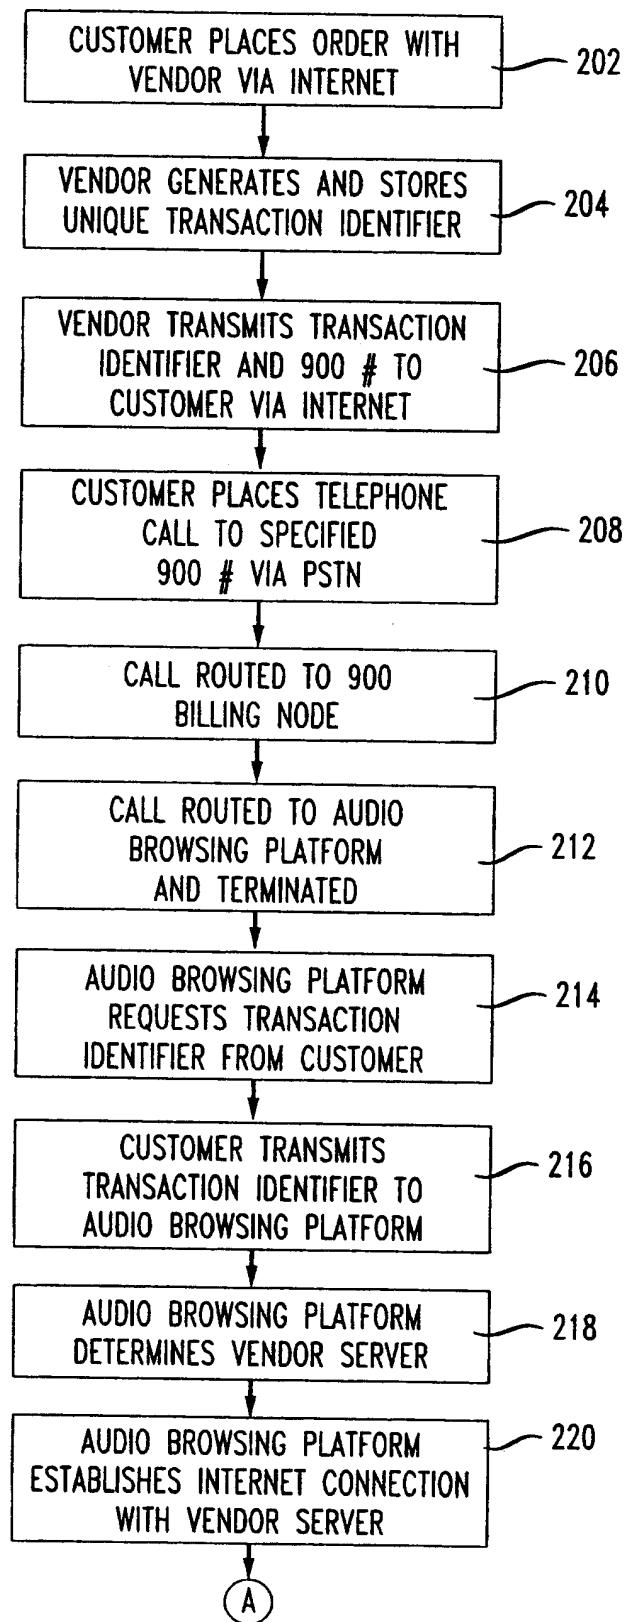 CUSTOMER PLACES ORDER WITH
VENDOR VIA INTERNET
202
VENDOR GENERATES AND STORES
UNIQUE TRANSACTION IDENTIFIER
204
VENDOR TRANSMITS TRANSACTION
IDENTIFIER AND 900 # TO
CUSTOMER VIA INTERNET
206
CUSTOMER PLACES TELEPHONE
CALL TO SPECIFIED
900 # VIA PSTN
208
CALL ROUTED TO 900
BILLING NODE
210
CALL ROUTED TO AUDIO
BROWSING PLATFORM
AND TERMINATED
212
AUDIO BROWSING PLATFORM
REQUESTS TRANSACTION
IDENTIFIER FROM CUSTOMER
214
CUSTOMER TRANSMITS
TRANSACTION IDENTIFIER TO
AUDIO BROWSING PLATFORM
216
AUDIO BROWSING PLATFORM
DETERMINES VENDOR SERVER
218
AUDIO BROWSING PLATFORM
ESTABLISHES INTERNET CONNECTION
WITH VENDOR SERVER
220
A